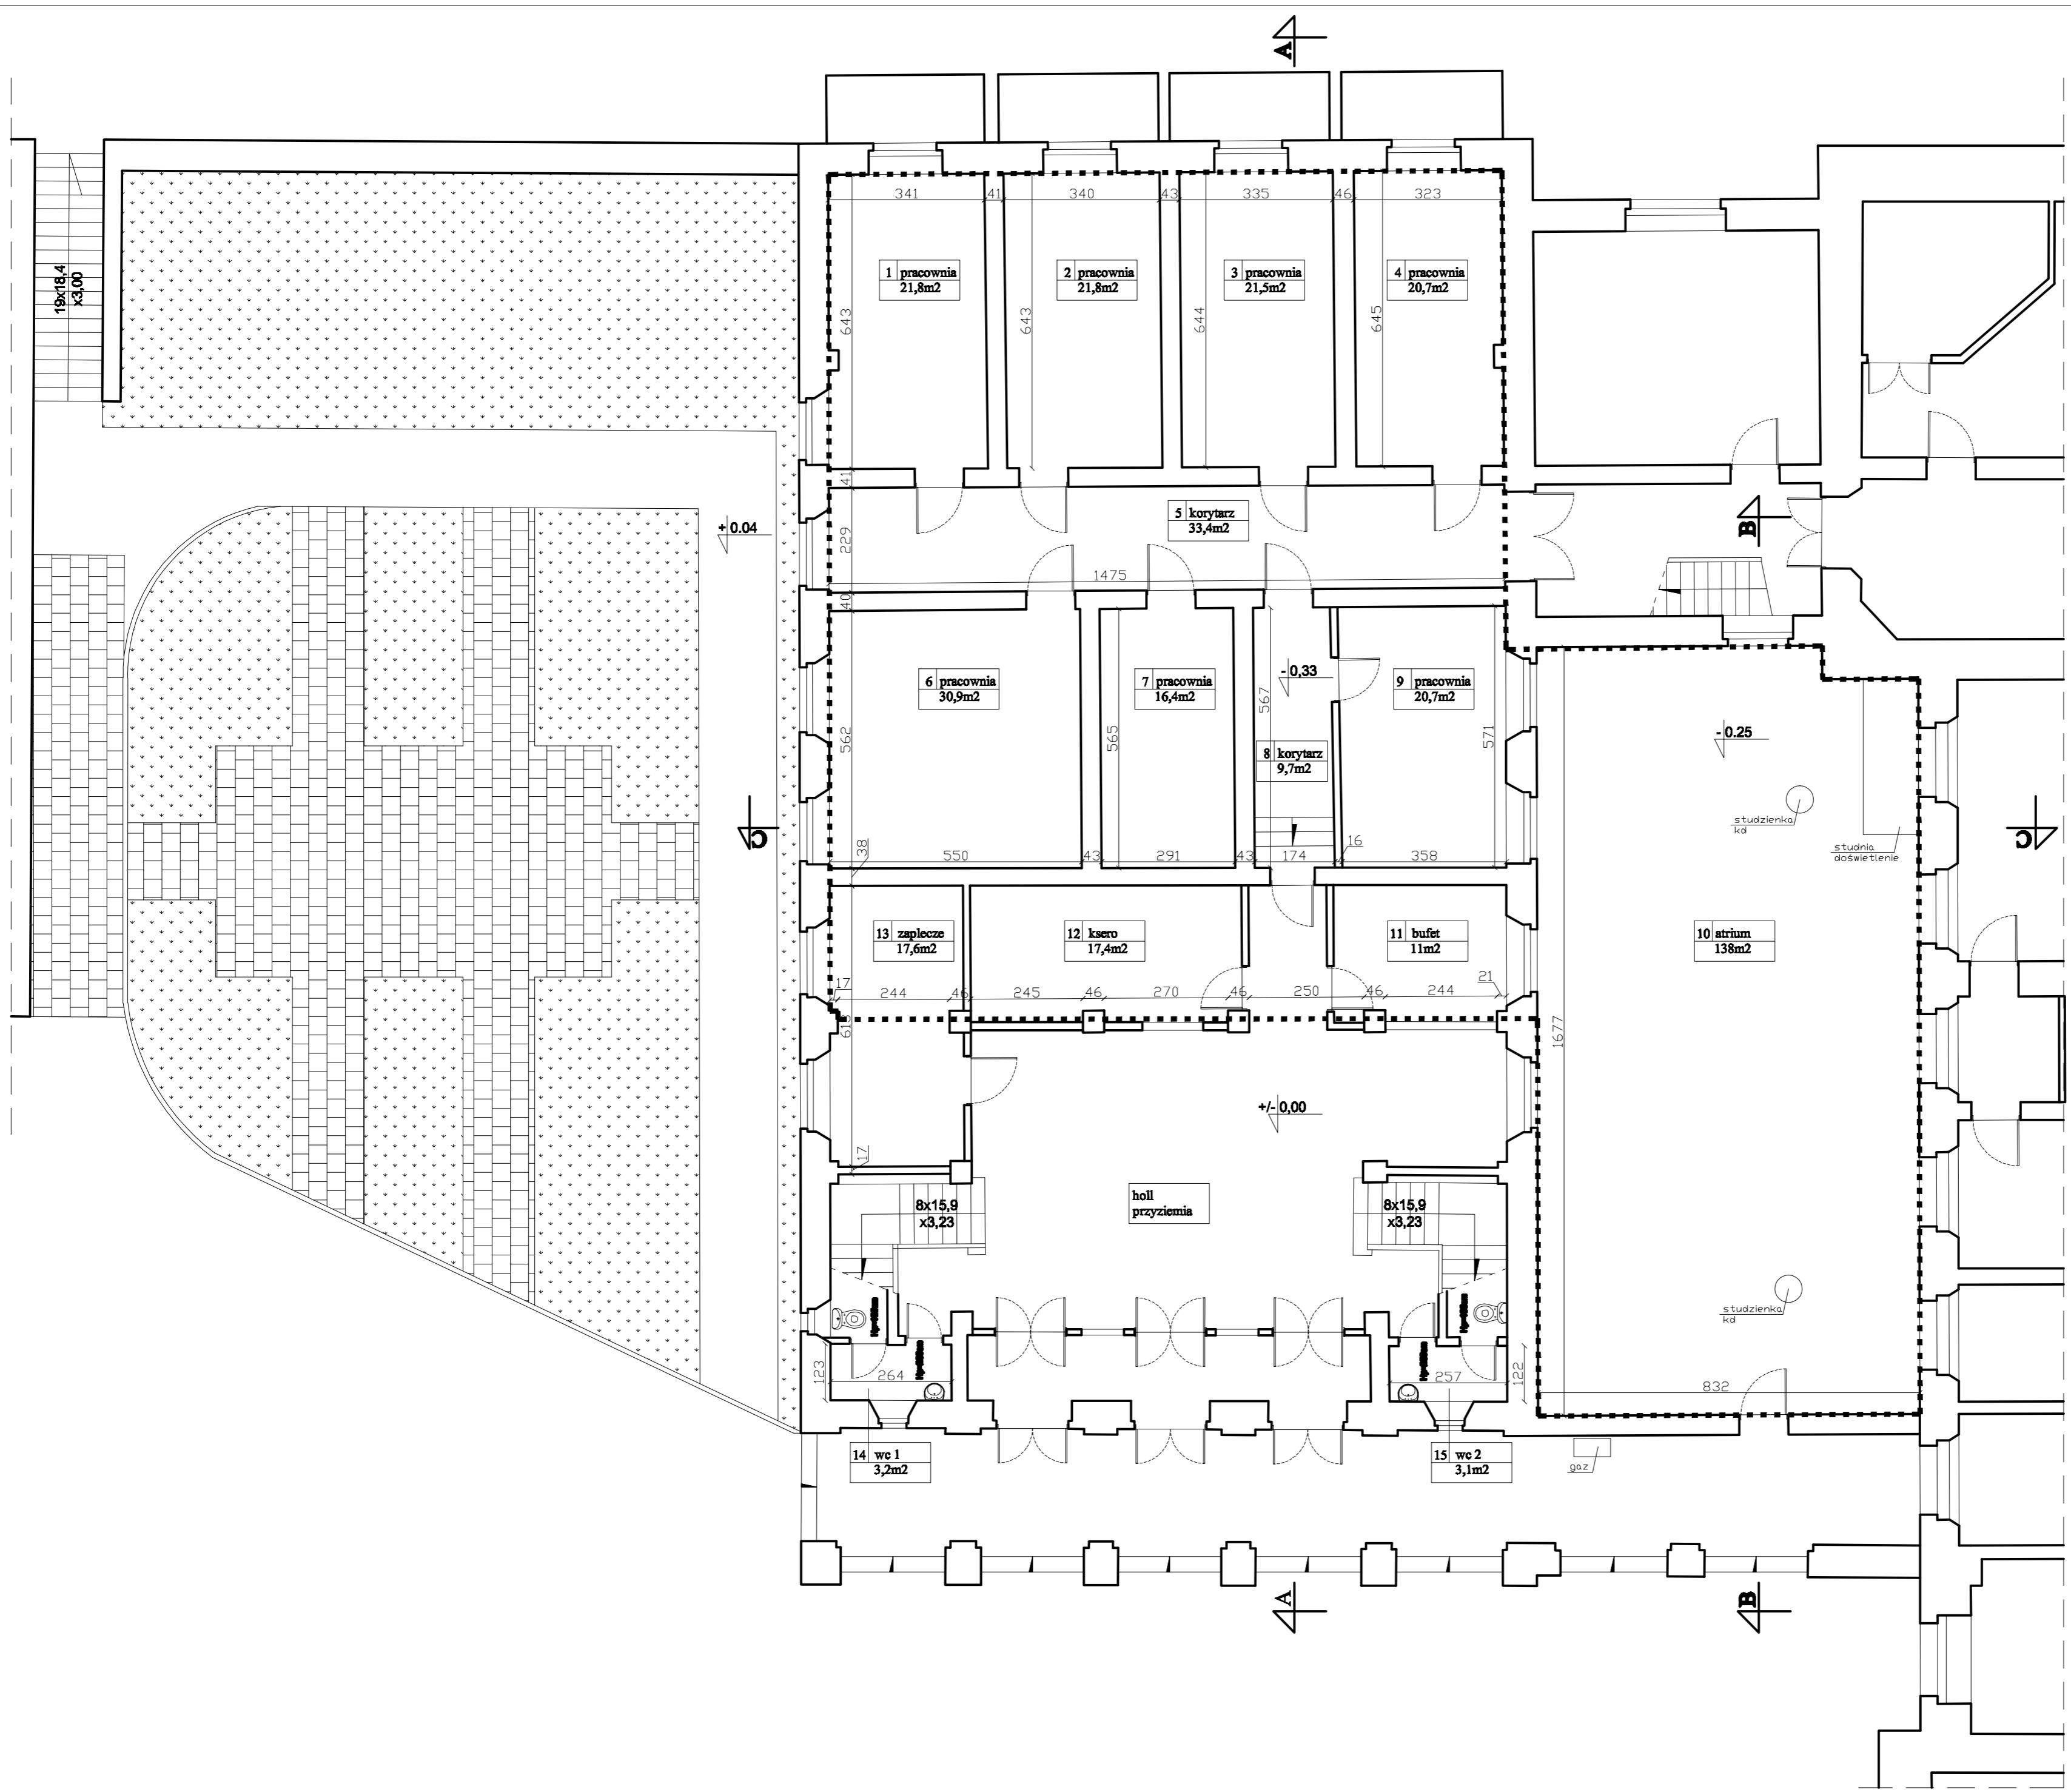 A
19x18,4
x3,00
341
41
340
43
335
46
323
1 pracownia
21,8m2
2 pracownia
21,8m2
3 pracownia
21,5m2
4 pracownia
20,7m2
643
643
644
645
41
+ 0.04
229
5 korytarz
33,4m2
B
1475
40
6 pracownia
30,9m2
7 pracownia
16,4m2
- 0,33
9 pracownia
20,7m2
567
562
565
571
- 0.25
8 korytarz
9,7m2
studzienka
kd
studnia
doświetlenie
C
C
38
550
43
291
43
174
16
358
13 zaplecze
17,6m2
12 ksero
17,4m2
11 bufet
11m2
10 atrium
138m2
17
244
46
245
46
270
46
250
46
244
21
613
1677
+/- 0,00
17
holl
przyziemia
8x15,9
x3,23
8x15,9
x3,23
studzienka
kd
123
264
257
122
832
14 wc 1
3,2m2
15 wc 2
3,1m2
gaz
A
B